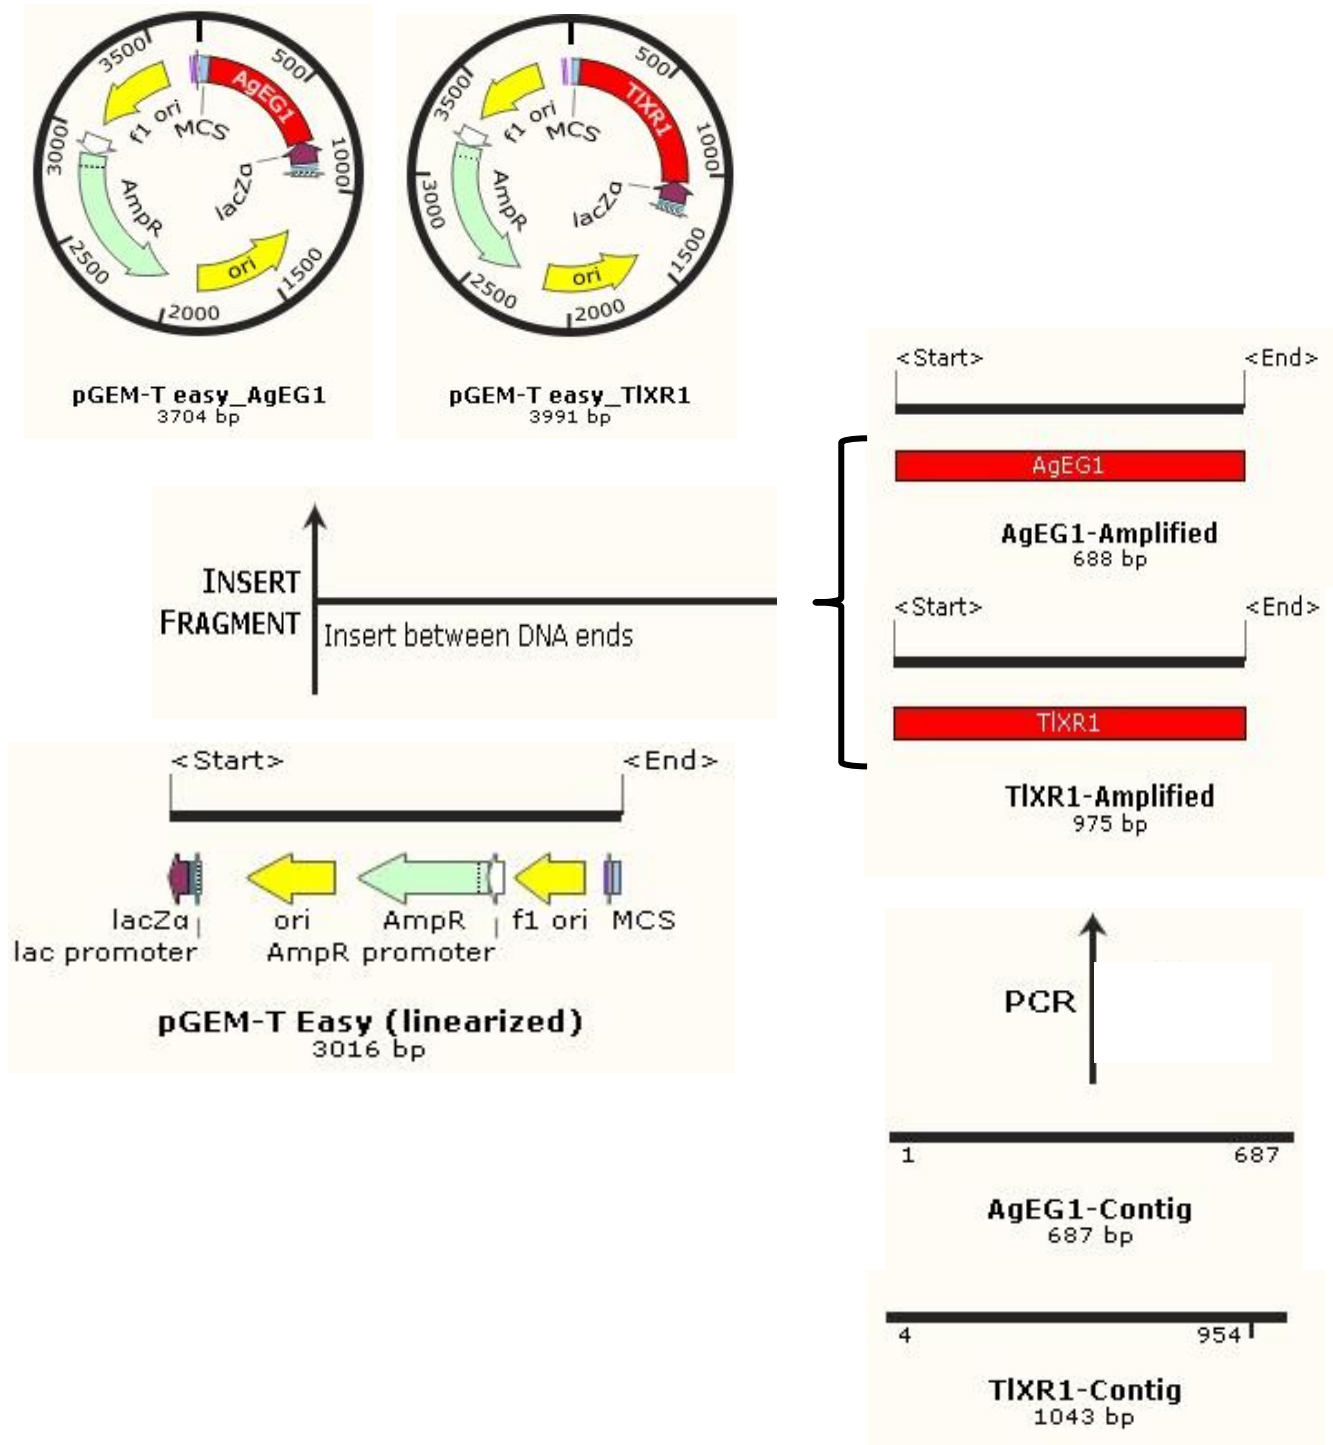 3500
500
AgEG1
f1 ori
MCS
3000
1000
AmpR
lacZα
2500
ori
1500
2000
pGEM-T easy_AgEG1
3704 bp
3500
500
TlXR1
f1 ori
MCS
1000
3000
AmpR
lacZα
2500
ori
1500
2000
pGEM-T easy_TlXR1
3991 bp
<Start> <End>
AgEG1
AgEG1-Amplified
688 bp
<Start> <End>
TlXR1
TlXR1-Amplified
975 bp
INSERT
FRAGMENT
Insert between DNA ends
<Start> <End>
lacZα ori AmpR f1 ori MCS
lac promoter AmpR promoter
pGEM-T Easy (linearized)
3016 bp
PCR
1 687
AgEG1-Contig
687 bp
4 954
TlXR1-Contig
1043 bp